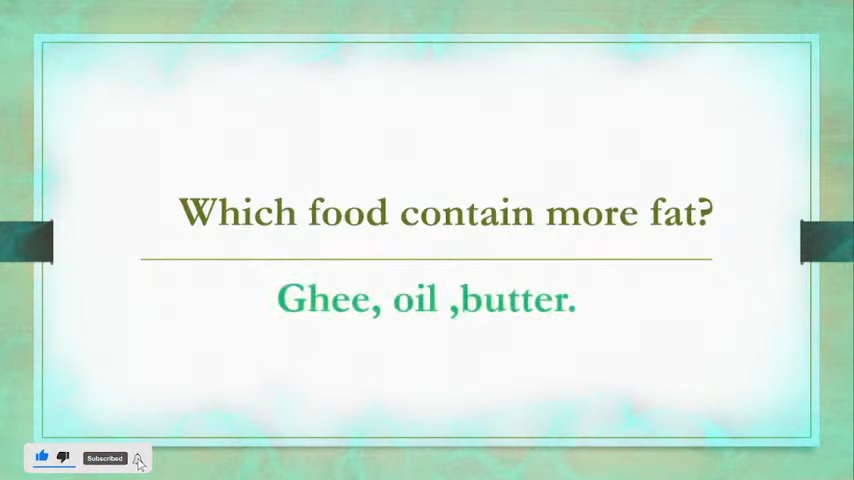 Which food contain more fat?
Ghee, oil ,butter.
Subscribed